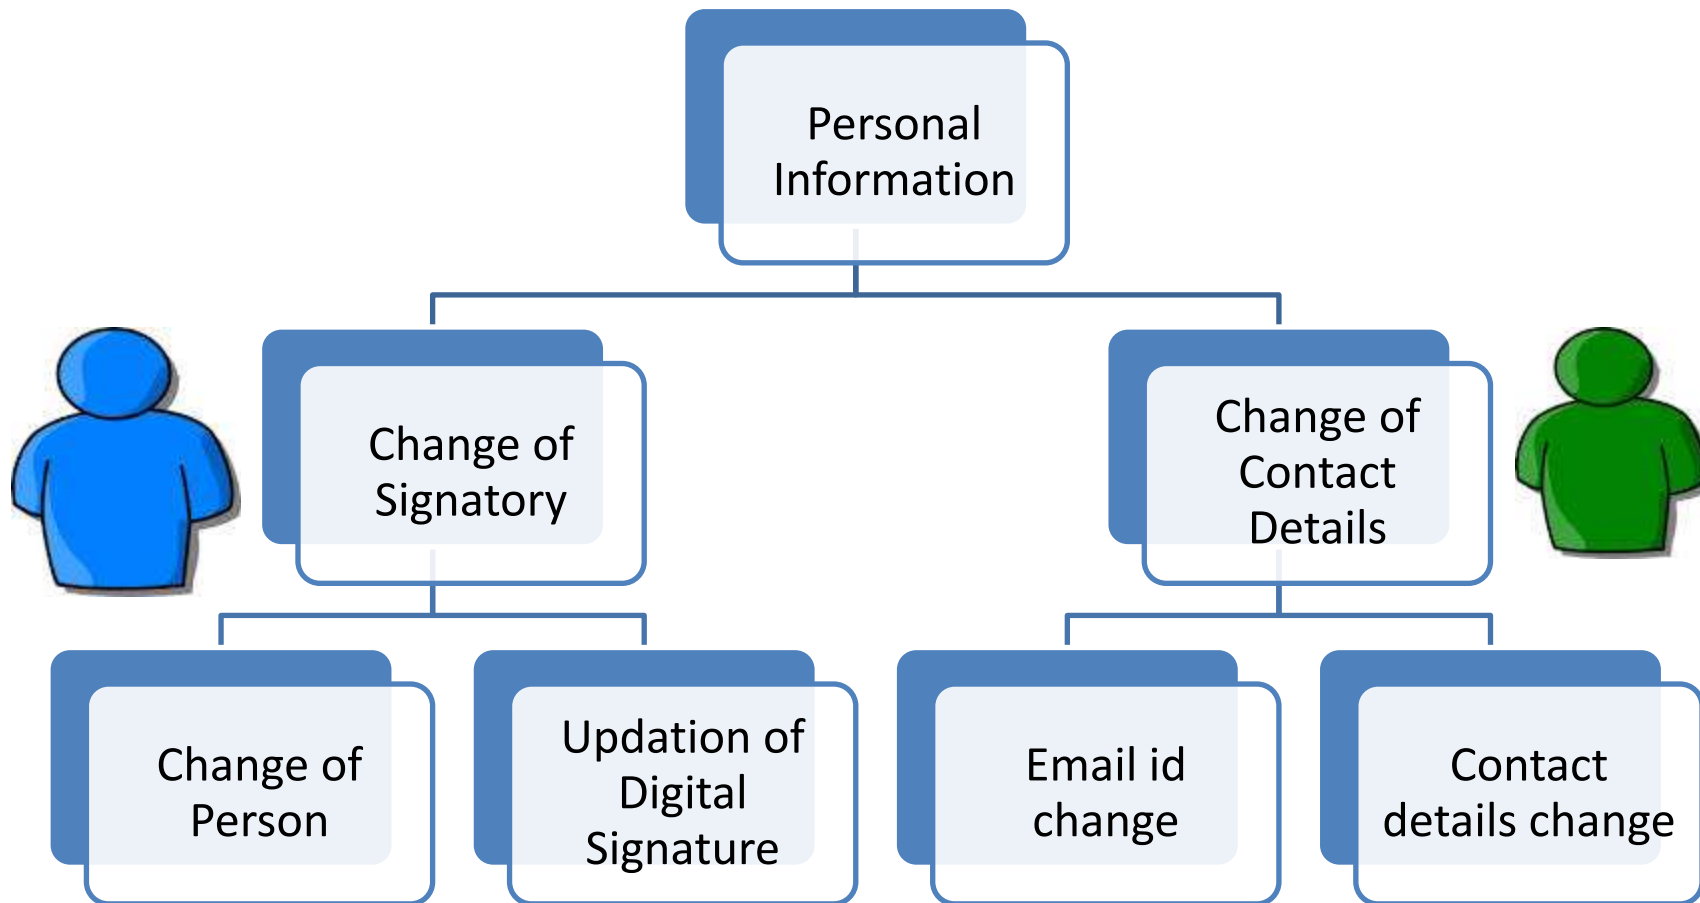 Personal
Information
Change of
Signatory
Change of
Contact
Details
Change of
Person
Updation of
Digital
Signature
Email id
change
Contact
details change